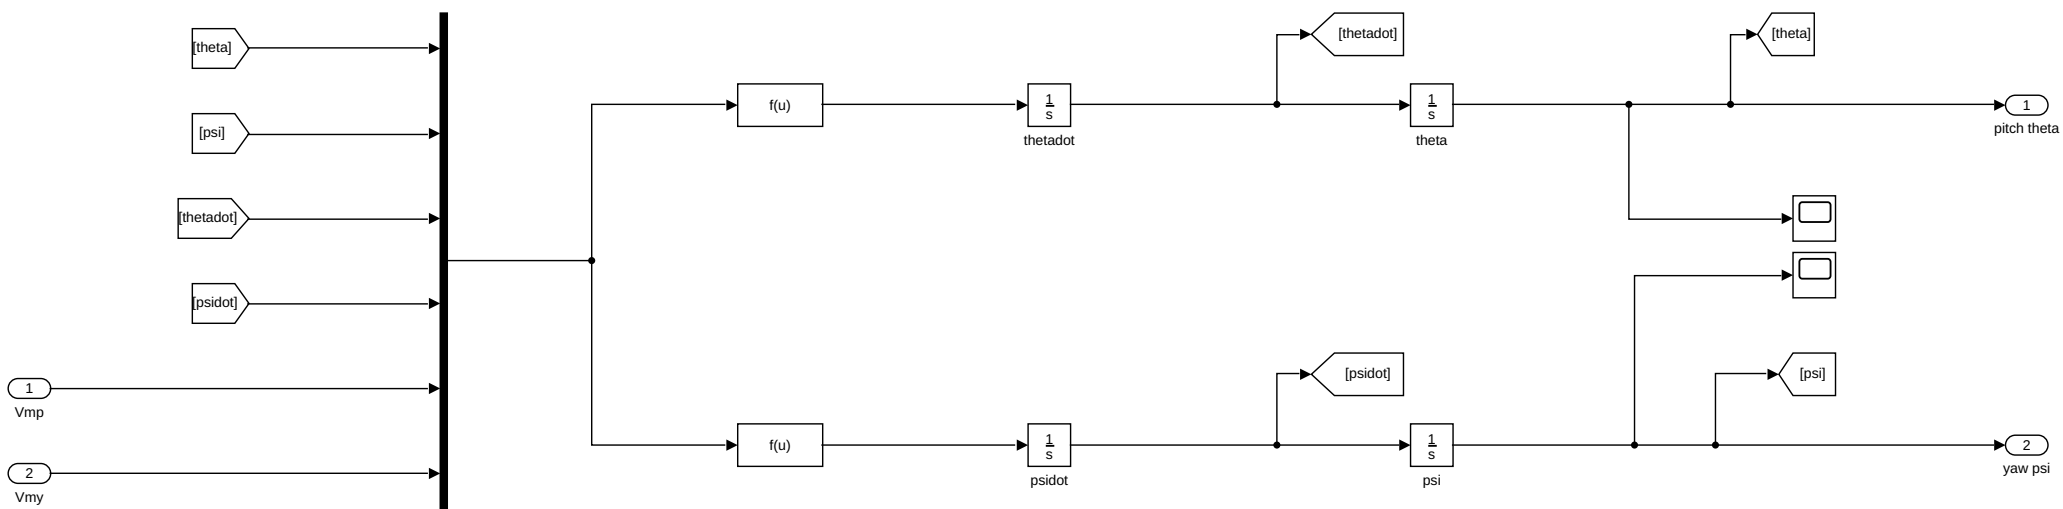 [theta]
[psi]
[thetadot]
[psidot]
1
Vmp
2
Vmy
f(u)
1
s
thetadot
[thetadot]
1
s
theta
[theta]
1
pitch theta
f(u)
1
s
psidot
[psidot]
1
s
psi
[psi]
2
yaw psi